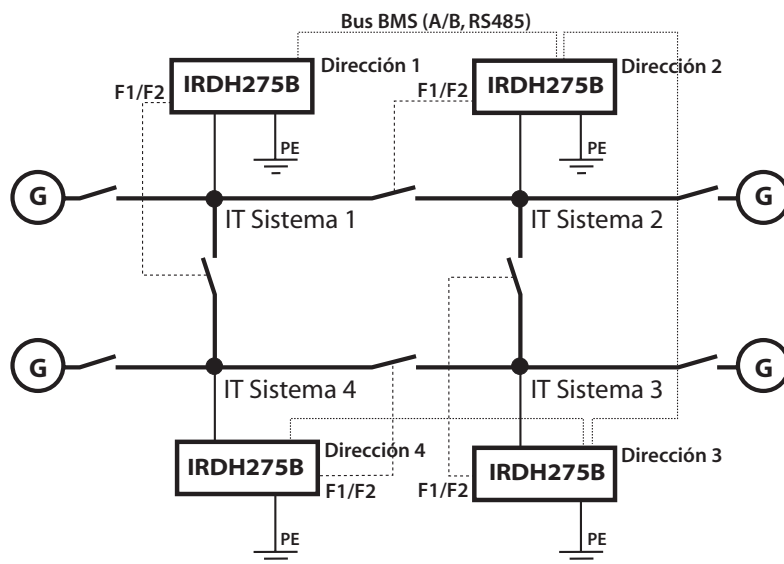 Bus BMS (A/B, RS485)
IRDH275B
Dirección 1
IRDH275B
Dirección 2
F1/F2
F1/F2
PE
PE
G
G
IT Sistema 1
IT Sistema 2
G
G
IT Sistema 4
IT Sistema 3
IRDH275B
Dirección 4
IRDH275B
Dirección 3
F1/F2
F1/F2
PE
PE